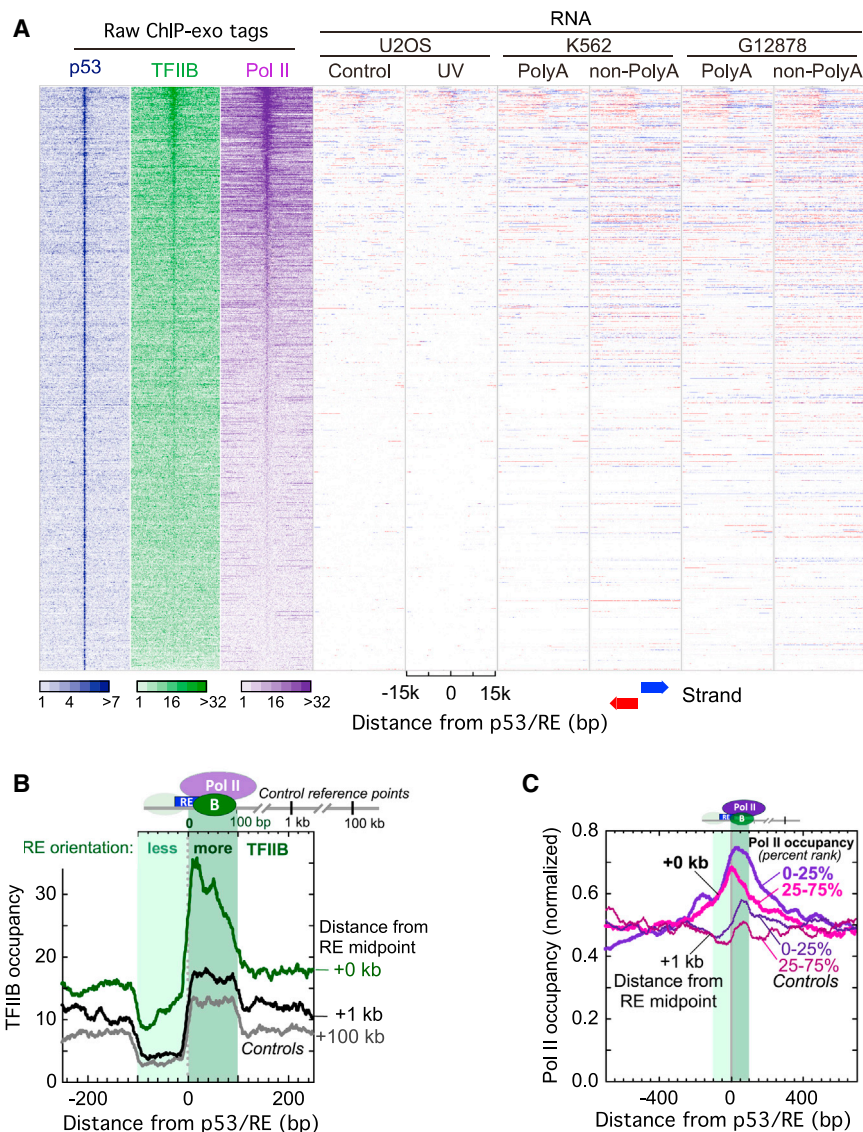 A
Raw ChIP-exo tags
RNA
U2OS
K562
G12878
p53
TFIIB
Pol II
Control
UV
PolyA
non-PolyA
PolyA
non-PolyA
1 4 >7
1 16 >32
1 16 >32
-15k 0 15k
Strand
Distance from p53/RE (bp)
B
Pol II
Control reference points
RE
B
0
100 bp
1 kb
100 kb
RE orientation: less more TFIIB
30
20
10
0
TFIIB occupancy
Distance from
RE midpoint
+0 kb
+1 kb
+100 kb
Controls
-200 0 200
Distance from p53/RE (bp)
C
Pol II
RE
B
0.8
0.6
0.4
0.2
0.0
Pol II occupancy (normalized)
Pol II occupancy
(percent rank)
+0 kb
0-25%
25-75%
+1 kb
0-25%
25-75%
Distance from
RE midpoint
Controls
-400 0 400
Distance from p53/RE (bp)